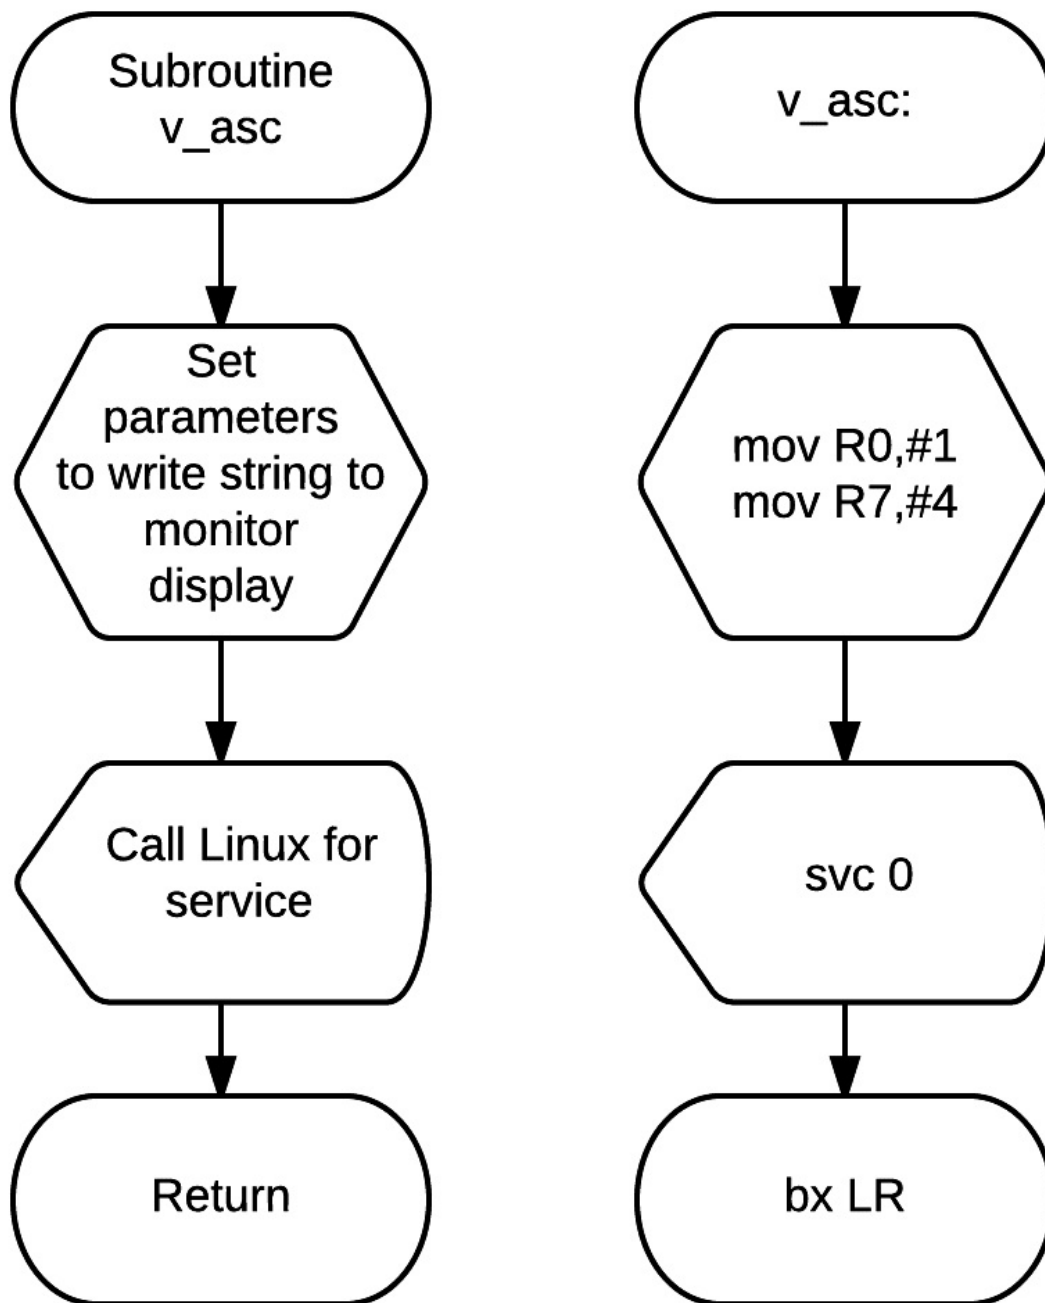 Subroutine
v_asc
Set
parameters
to write string to
monitor
display
Call Linux for
service
Return
v_asc:
mov R0,#1
mov R7,#4
svc 0
bx LR